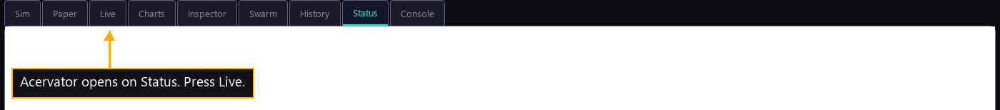 Sim Paper Live Charts Inspector Swarm History Status Console
Acervator opens on Status. Press Live.